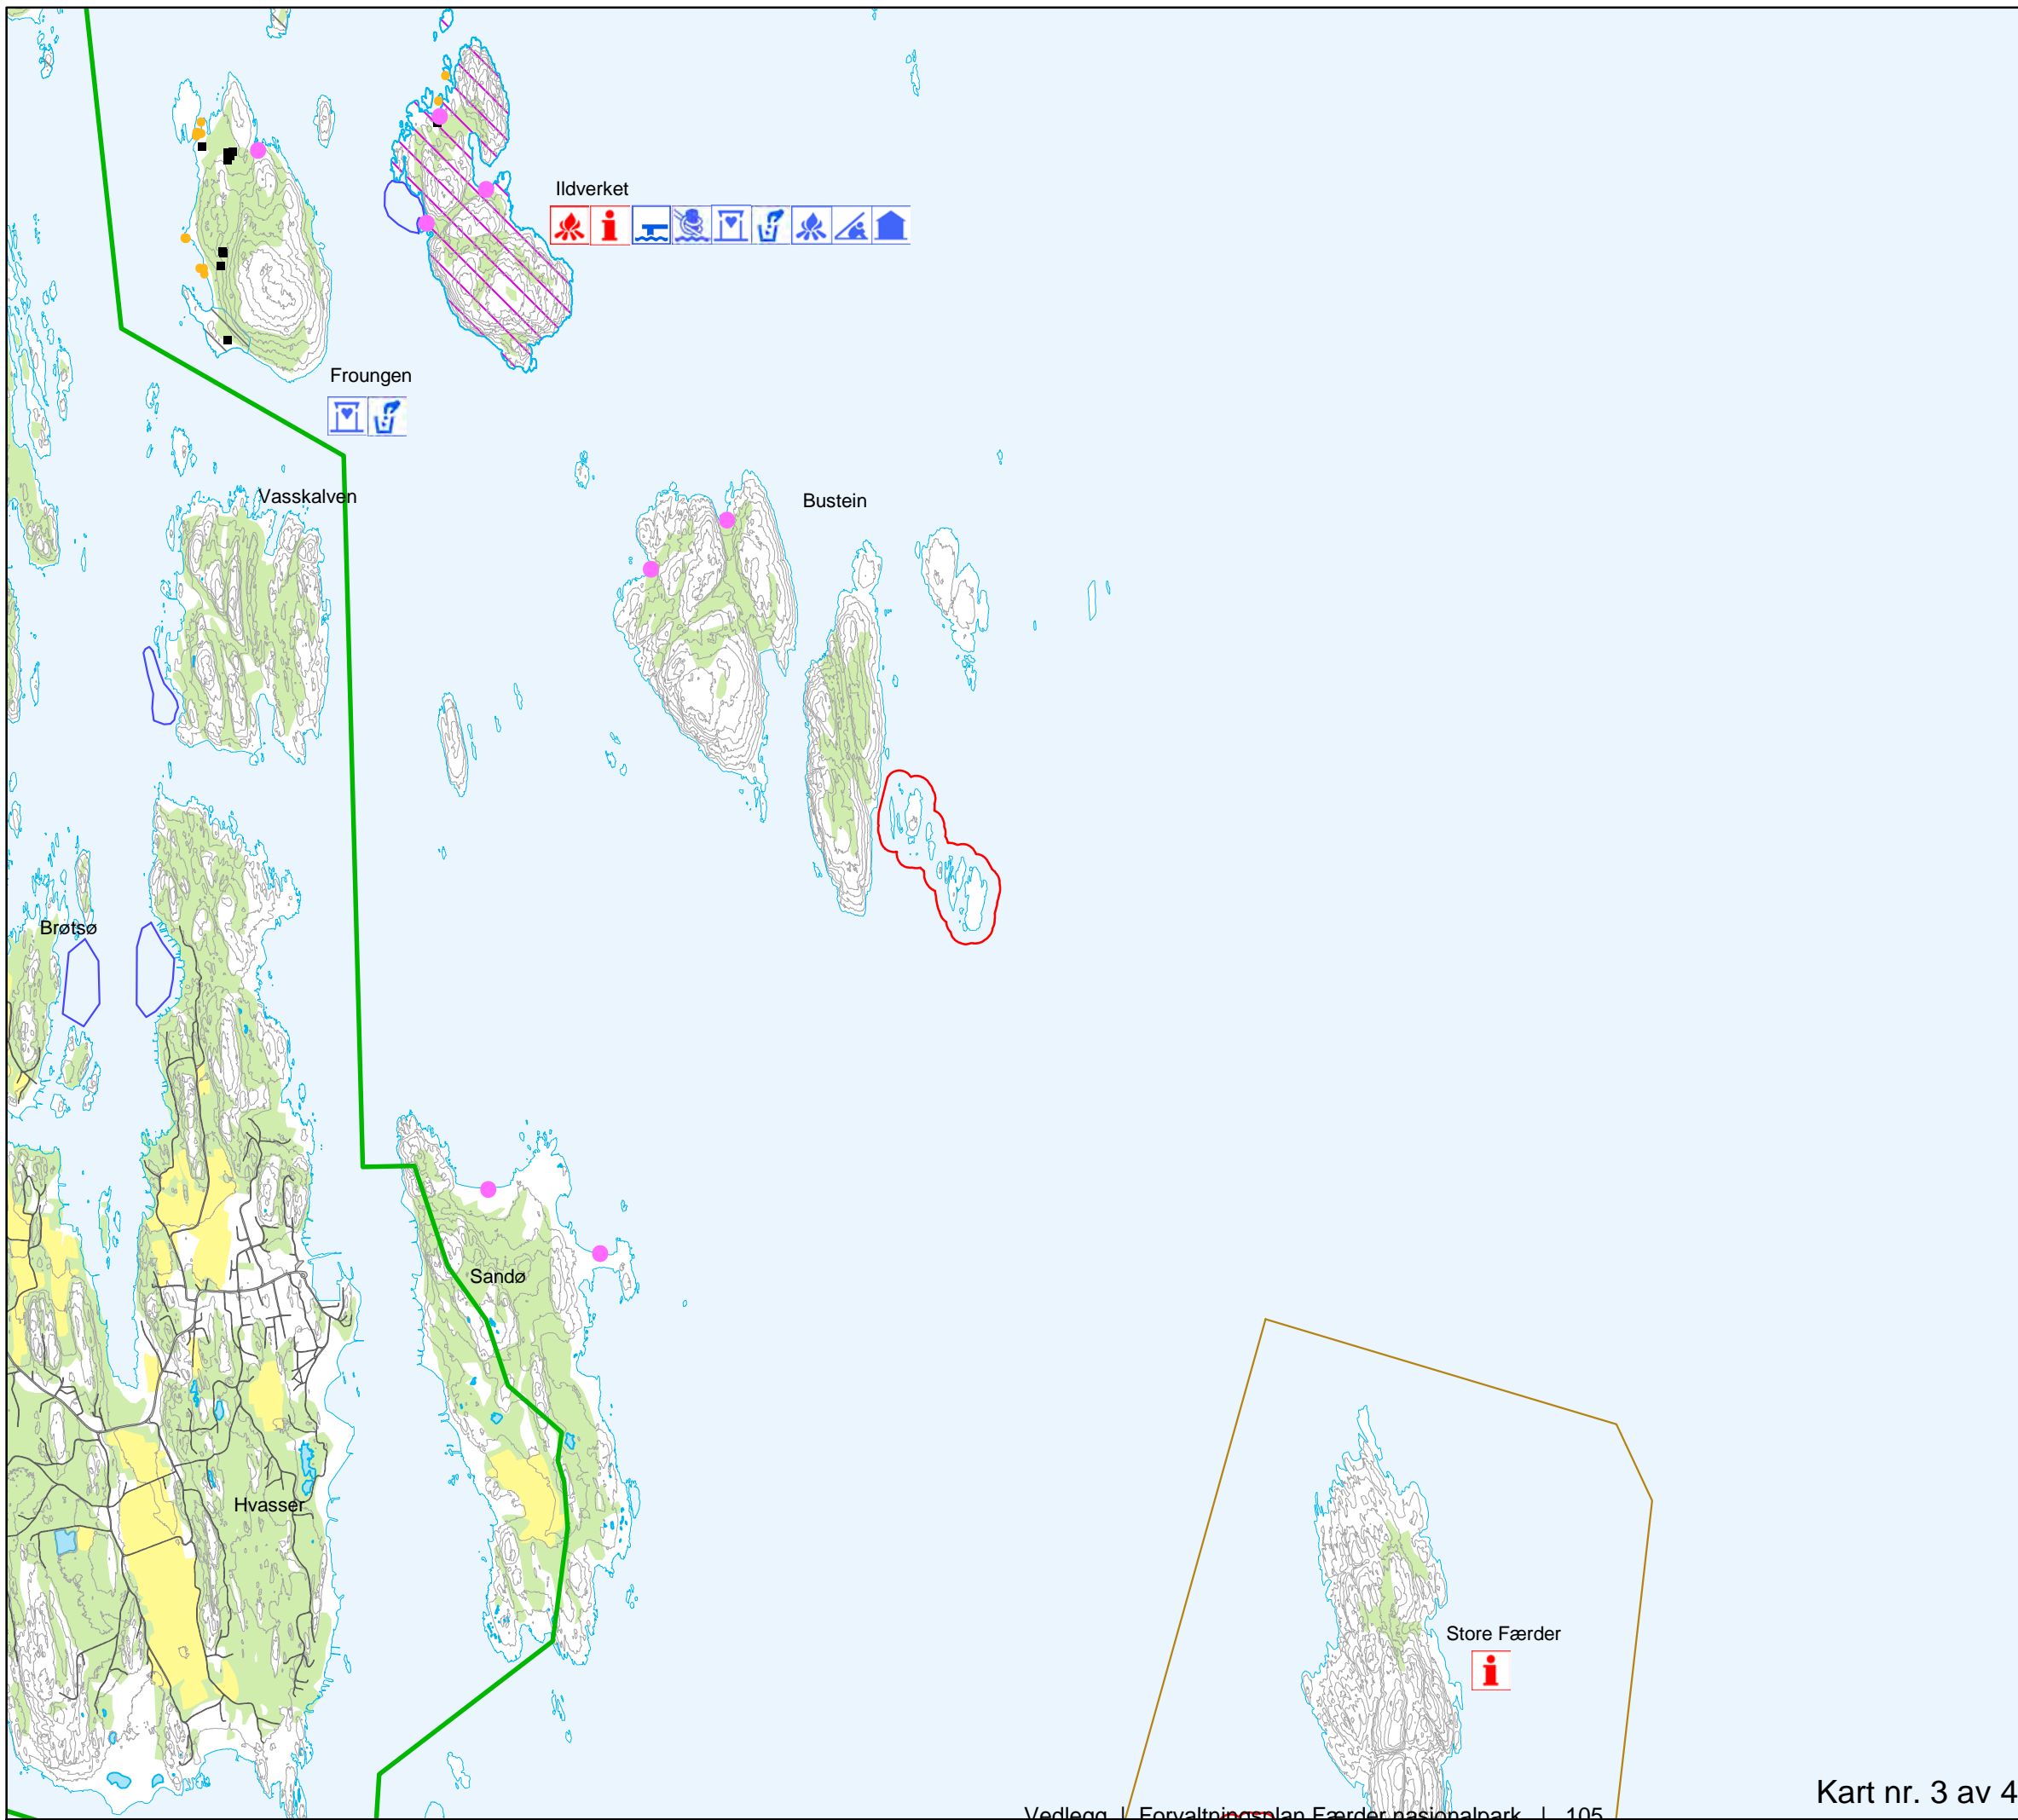 Ildverket
Froungen
Vasskalven
Bustein
Brøtsø
Sandø
Hvasser
Store Færder
Kart nr. 3 av 4
Vedlegg | Forvaltningsplan Færder nasjonalpark | 105